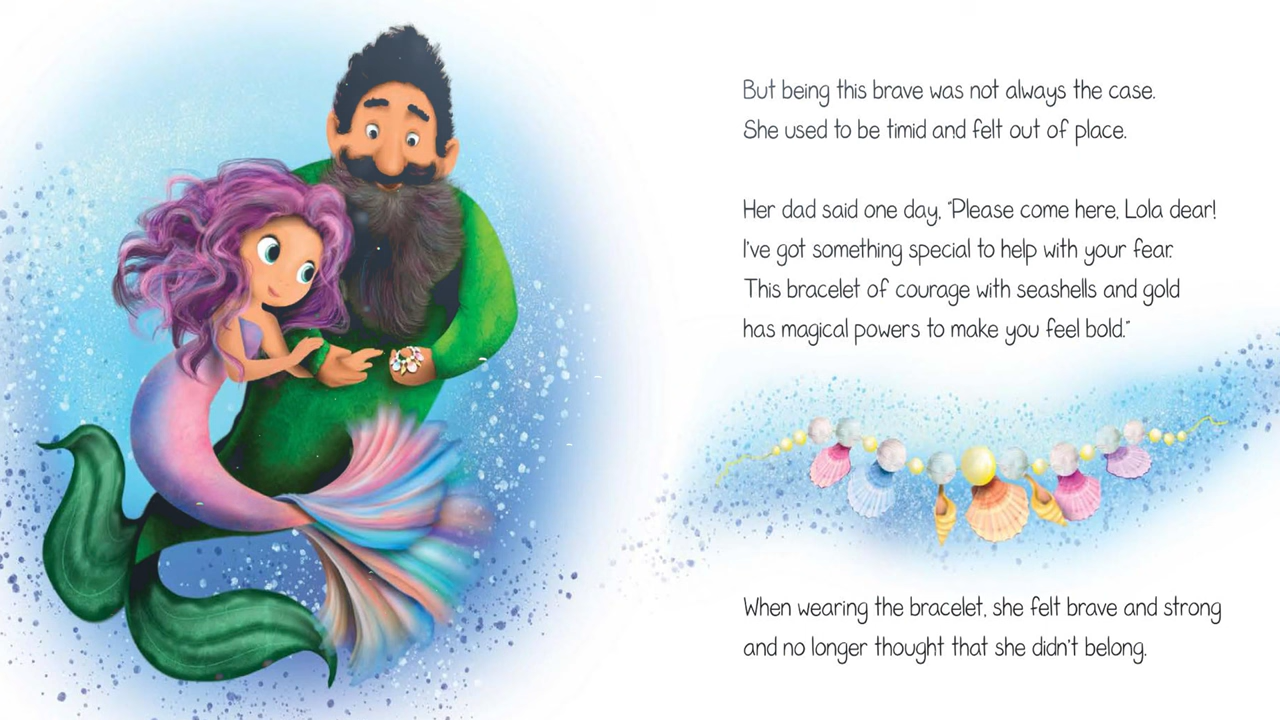 But being this brave was not always the case.
She used to be timid and felt out of place.
Her dad said one day, "Please come here, Lola dear!
I've got something special to help with your fear.
This bracelet of courage with seashells and gold
has magical powers to make you feel bold."
When wearing the bracelet, she felt brave and strong
and no longer thought that she didn't belong.